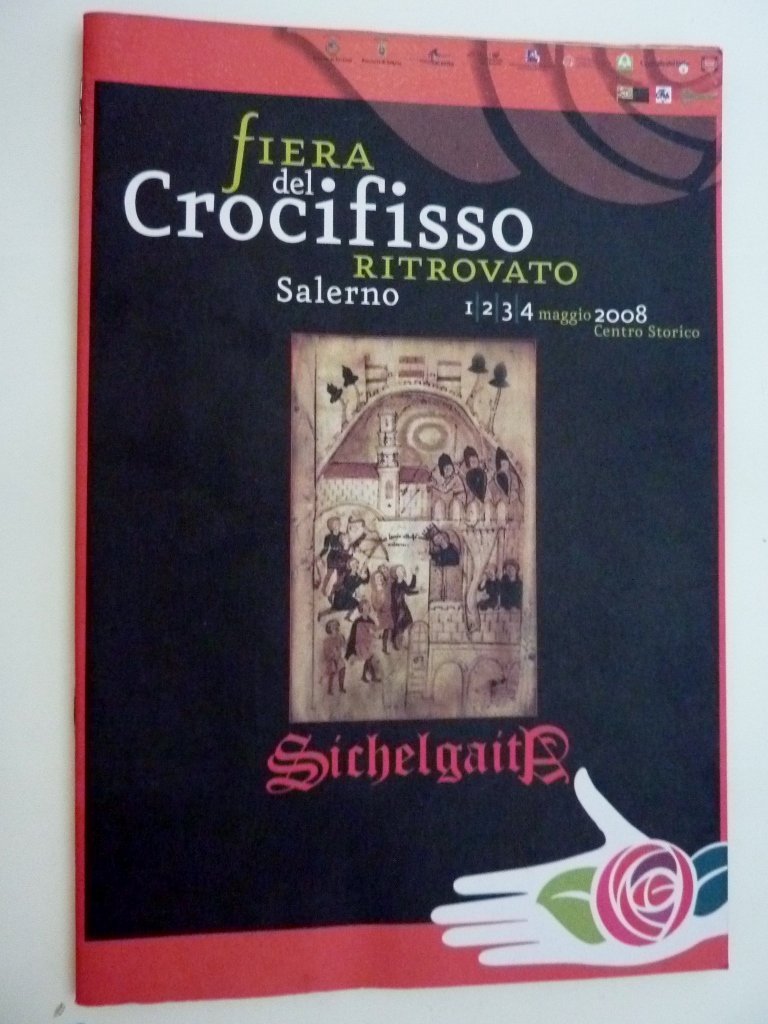 fIERA
del
Crocifisso
RITROVATO
Salerno
1|2|3|4 maggio 2008
Centro Storico
Sichelgaita